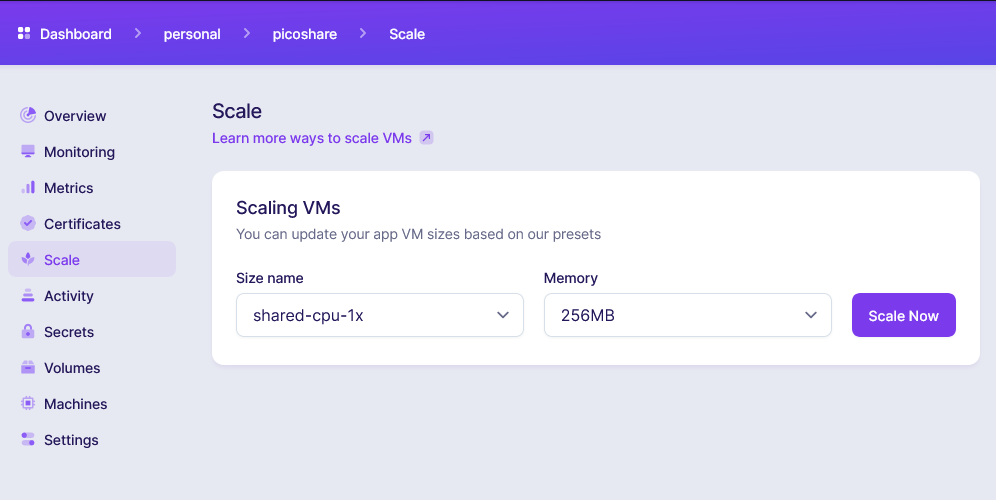 Dashboard personal picoshare Scale
Overview
Monitoring
Metrics
Certificates
Scale
Activity
Secrets
Volumes
Machines
Settings
Scale
Learn more ways to scale VMs
Scaling VMs
You can update your app VM sizes based on our presets
Size name
shared-cpu-1x
Memory
256MB
Scale Now